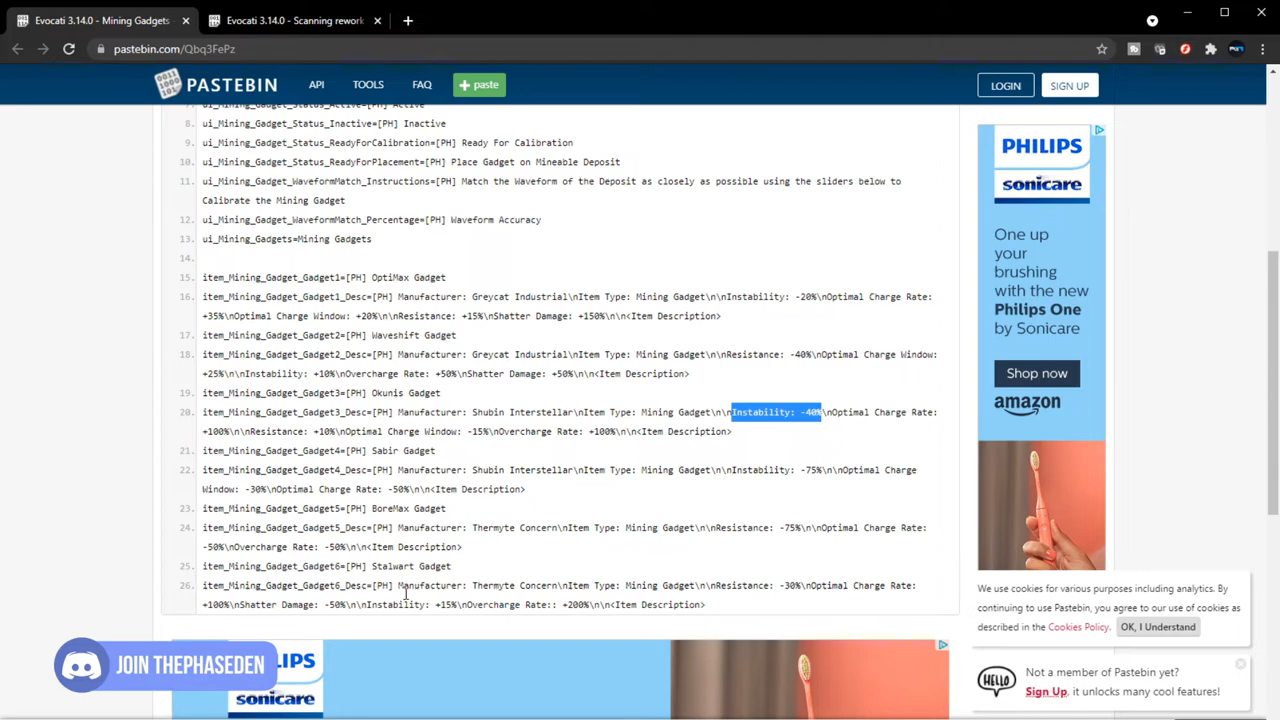 Evocati 3.14.0 - Mining Gadgets
Evocati 3.14.0 - Scanning rework
pastebin.com/Qbq3FePz
PASTEBIN
API
TOOLS
FAQ
+ paste
LOGIN
SIGN UP
ui_Mining_Gadget_Status_Active=[PH] Active
8. ui_Mining_Gadget_Status_Inactive=[PH] Inactive
9. ui_Mining_Gadget_Status_ReadyForCalibration=[PH] Ready For Calibration
10. ui_Mining_Gadget_Status_ReadyForPlacement=[PH] Place Gadget on Mineable Deposit
11. ui_Mining_Gadget_WaveformMatch_Instructions=[PH] Match the Waveform of the Deposit as closely as possible using the sliders below to
Calibrate the Mining Gadget
12. ui_Mining_Gadget_WaveformMatch_Percentage=[PH] Waveform Accuracy
13. ui_Mining_Gadgets=Mining Gadgets
14.
15. item_Mining_Gadget_Gadget1=[PH] OptiMax Gadget
16. item_Mining_Gadget_Gadget1_Desc=[PH] Manufacturer: Greycat Industrial\nItem Type: Mining Gadget\n\nInstability: -20%\nOptimal Charge Rate:
+35%\nOptimal Charge Window: +20%\n\nResistance: +15%\nShatter Damage: +150%\n\n<Item Description>
17. item_Mining_Gadget_Gadget2=[PH] Waveshift Gadget
18. item_Mining_Gadget_Gadget2_Desc=[PH] Manufacturer: Greycat Industrial\nItem Type: Mining Gadget\n\nResistance: -40%\nOptimal Charge Window:
+25%\n\nInstability: +10%\nOvercharge Rate: +50%\nShatter Damage: +50%\n\n<Item Description>
19. item_Mining_Gadget_Gadget3=[PH] Okunis Gadget
20. item_Mining_Gadget_Gadget3_Desc=[PH] Manufacturer: Shubin Interstellar\nItem Type: Mining Gadget\n\nInstability: -40%\nOptimal Charge Rate:
+100%\n\nResistance: +10%\nOptimal Charge Window: -15%\nOvercharge Rate: +100%\n\n<Item Description>
21. item_Mining_Gadget_Gadget4=[PH] Sabir Gadget
22. item_Mining_Gadget_Gadget4_Desc=[PH] Manufacturer: Shubin Interstellar\nItem Type: Mining Gadget\n\nInstability: -75%\n\nOptimal Charge
Window: -30%\nOptimal Charge Rate: -50%\n\n<Item Description>
23. item_Mining_Gadget_Gadget5=[PH] BoreMax Gadget
24. item_Mining_Gadget_Gadget5_Desc=[PH] Manufacturer: Thermyte Concern\nItem Type: Mining Gadget\n\nResistance: -75%\n\nOptimal Charge Rate:
-50%\nOvercharge Rate: -50%\n\n<Item Description>
25. item_Mining_Gadget_Gadget6=[PH] Stalwart Gadget
26. item_Mining_Gadget_Gadget6_Desc=[PH] Manufacturer: Thermyte Concern\nItem Type: Mining Gadget\n\nResistance: -30%\nOptimal Charge Rate:
+100%\nShatter Damage: -50%\n\nInstability: +15%\nOvercharge Rate:: +200%\n\n<Item Description>
PHILIPS
sonicare
One up
your
brushing
with the new
Philips One
by Sonicare
Shop now
amazon
We use cookies for various purposes including analytics. By
continuing to use Pastebin, you agree to our use of cookies as
described in the Cookies Policy. OK, I Understand
HELLO
Not a member of Pastebin yet?
Sign Up, it unlocks many cool features!
JOIN THEPHASEDEN
LIPS
sonicare